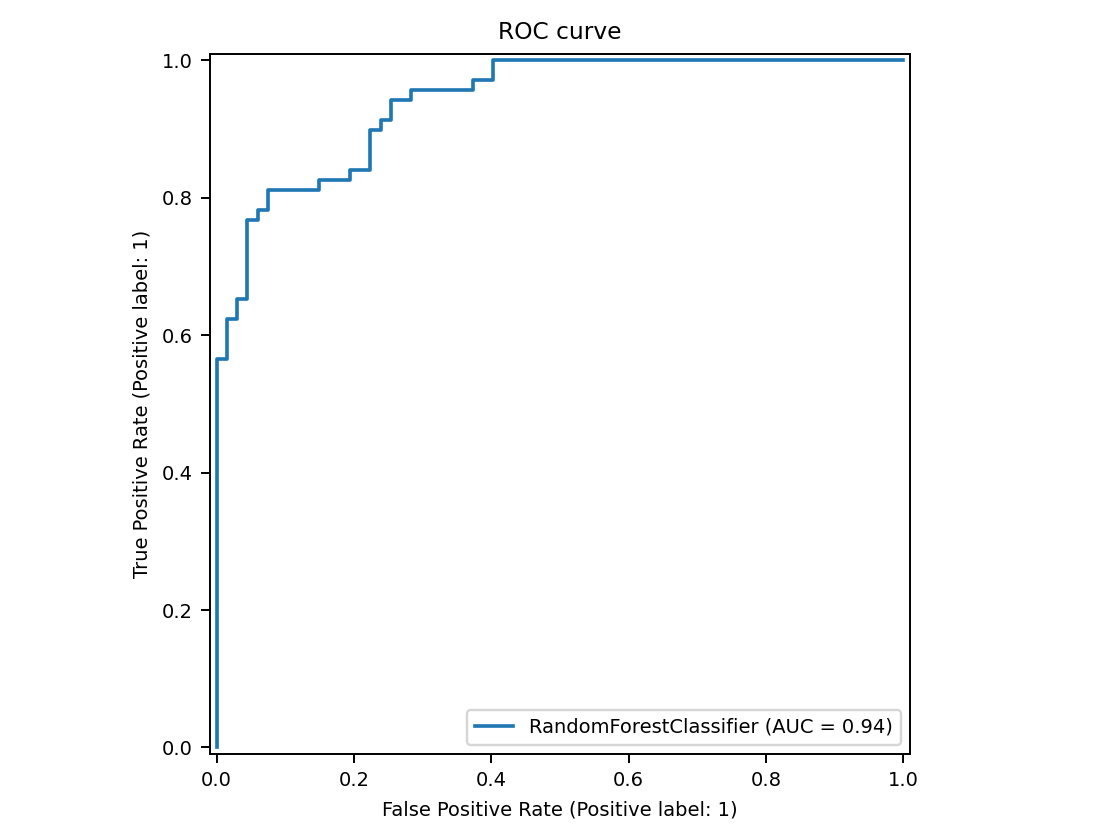 ROC curve
1.0
0.8
0.6
0.4
0.2
0.0
True Positive Rate (Positive label: 1)
RandomForestClassifier (AUC = 0.94)
0.0 0.2 0.4 0.6 0.8 1.0
False Positive Rate (Positive label: 1)